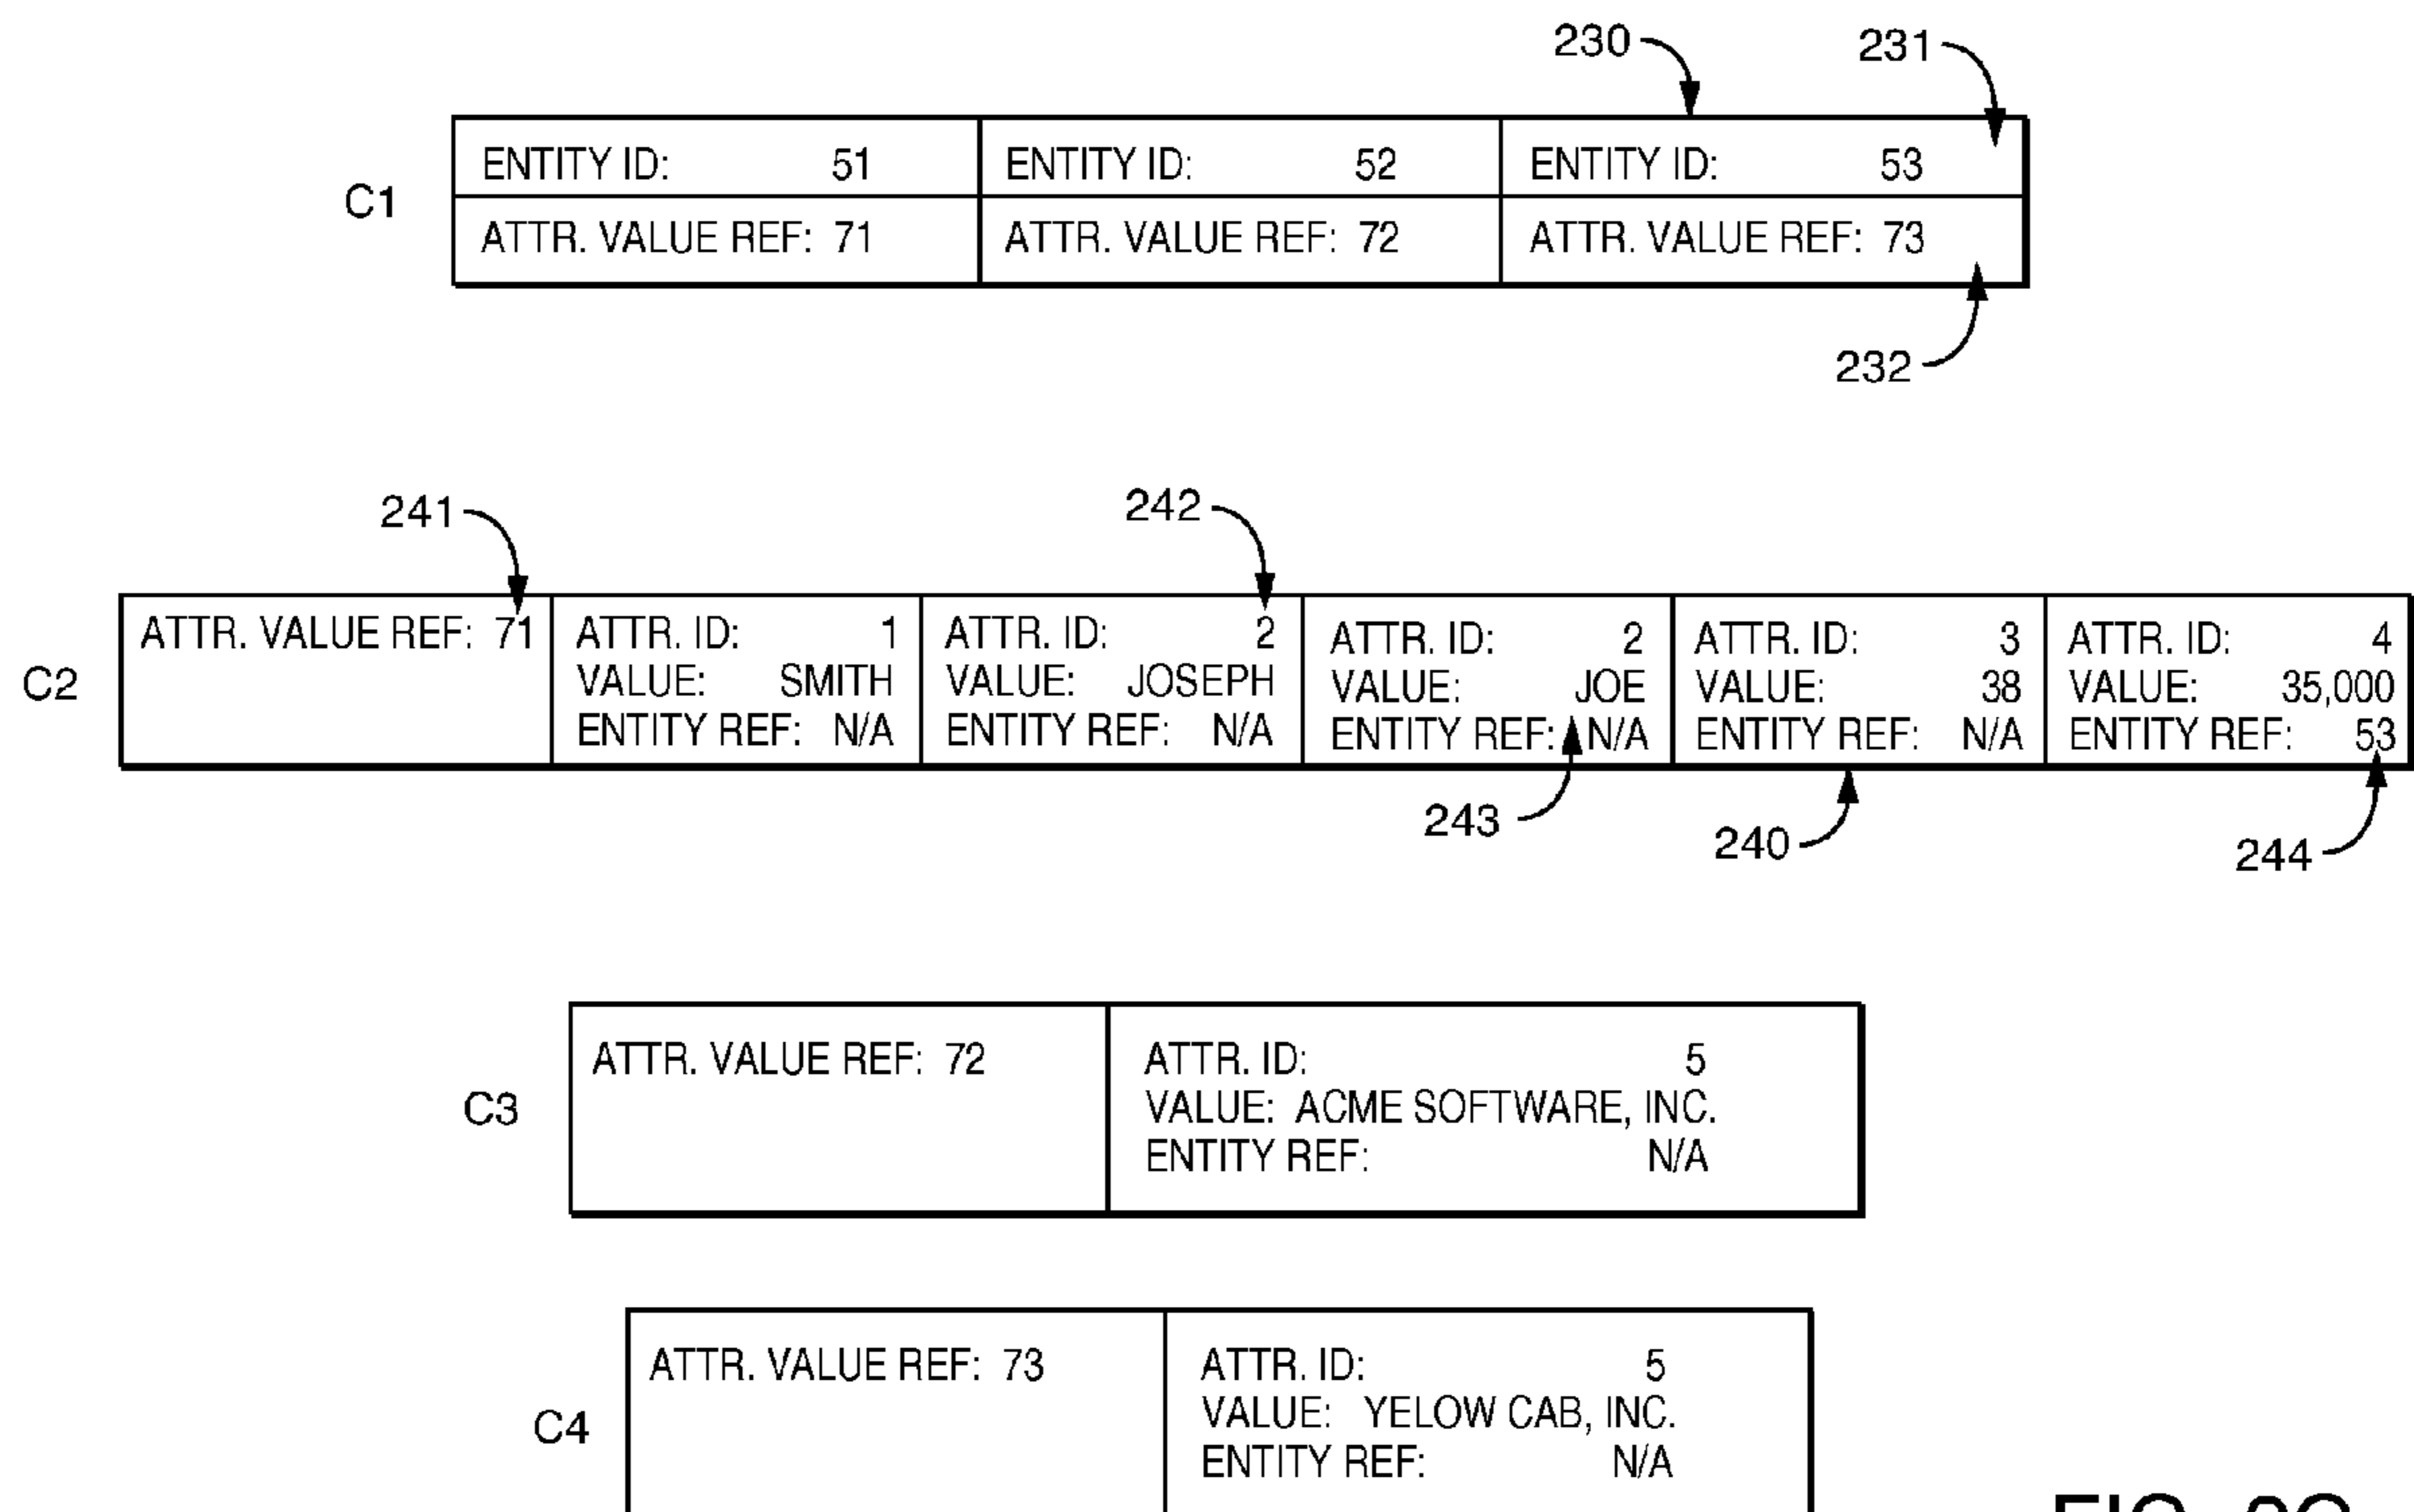 230
231
C1
ENTITY ID: 51
ENTITY ID: 52
ENTITY ID: 53
ATTR. VALUE REF: 71
ATTR. VALUE REF: 72
ATTR. VALUE REF: 73
232
241
242
C2
ATTR. VALUE REF: 71
ATTR. ID: 1
VALUE: SMITH
ENTITY REF: N/A
ATTR. ID: 2
VALUE: JOSEPH
ENTITY REF: N/A
ATTR. ID: 2
VALUE: JOE
ENTITY REF: N/A
ATTR. ID: 3
VALUE: 38
ENTITY REF: N/A
ATTR. ID: 4
VALUE: 35,000
ENTITY REF: 53
243
240
244
C3
ATTR. VALUE REF: 72
ATTR. ID: 5
VALUE: ACME SOFTWARE, INC.
ENTITY REF: N/A
C4
ATTR. VALUE REF: 73
ATTR. ID: 5
VALUE: YELOW CAB, INC.
ENTITY REF: N/A